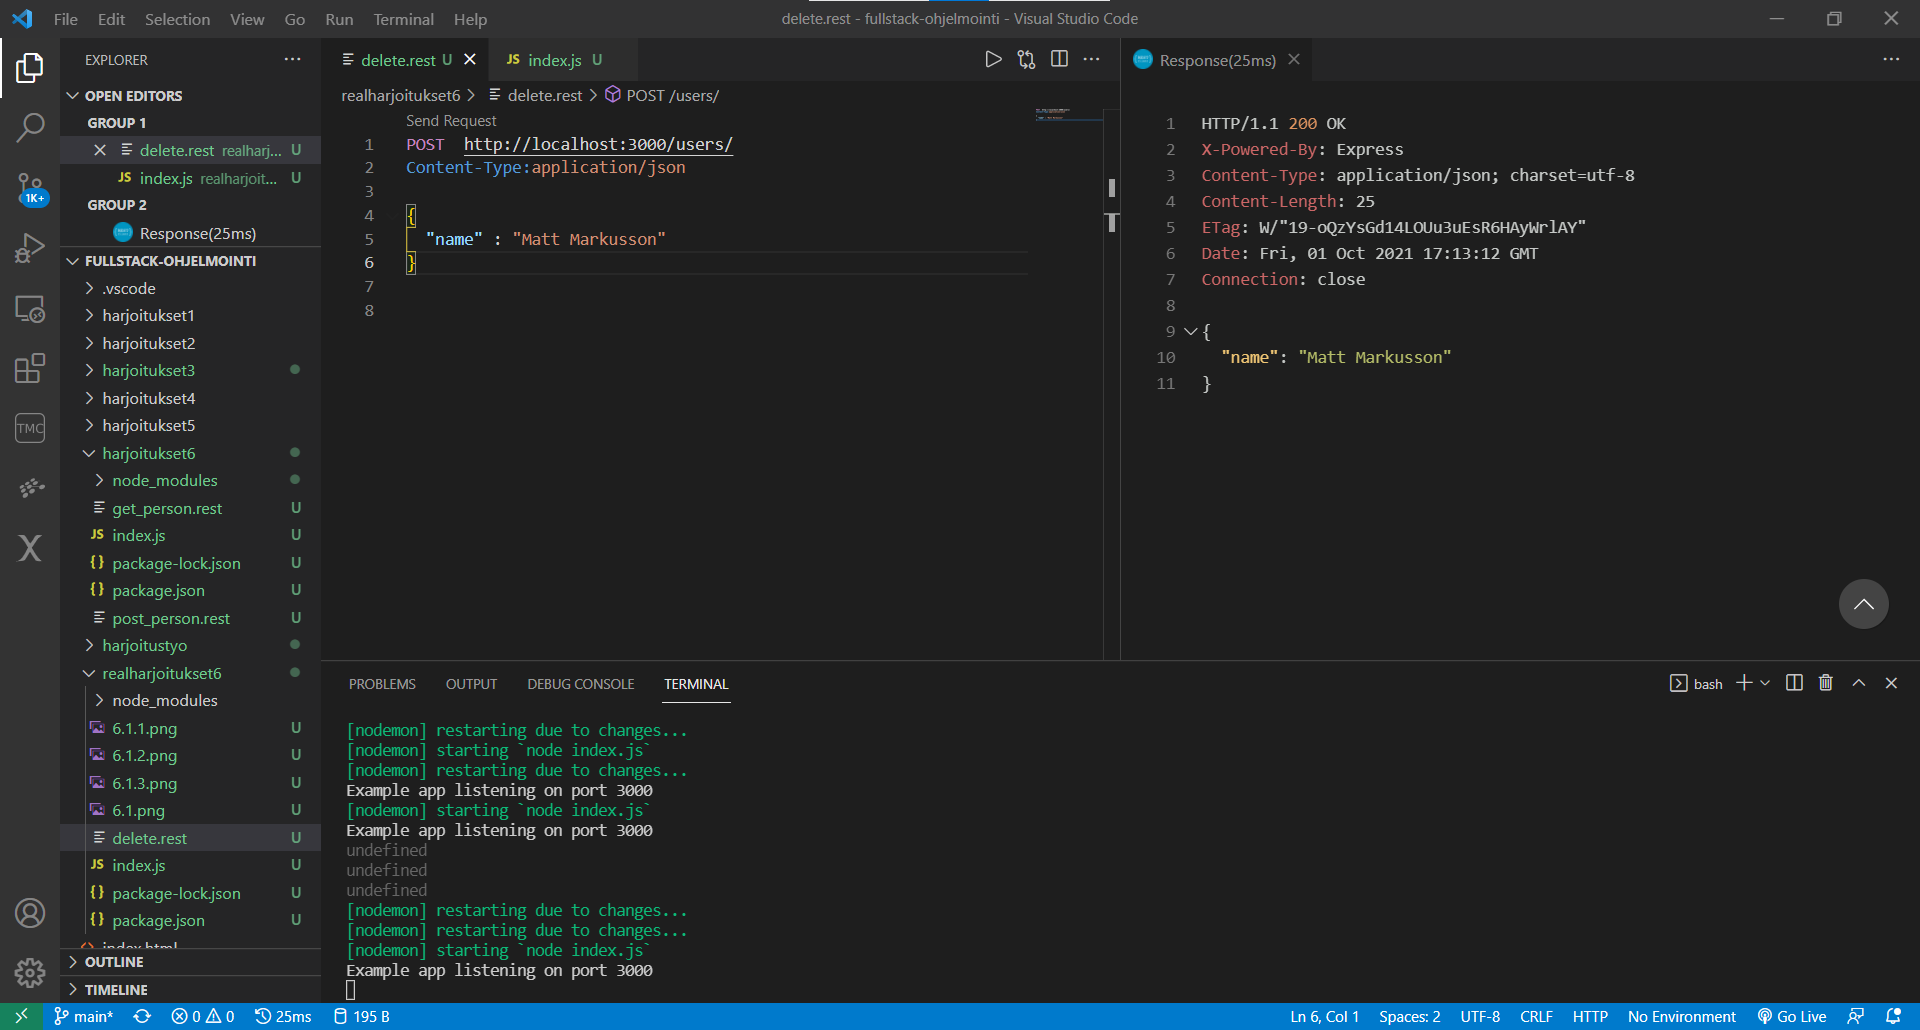 File Edit Selection View Go Run Terminal Help
delete.rest - fullstack-ohjelmointi - Visual Studio Code
EXPLORER
OPEN EDITORS
GROUP 1
delete.rest realharj... U
JS index.js realharjoit... U
GROUP 2
Response(25ms)
FULLSTACK-OHJELMOINTI
.vscode
harjoitukset1
harjoitukset2
harjoitukset3
harjoitukset4
harjoitukset5
harjoitukset6
node_modules
get_person.rest U
JS index.js U
{} package-lock.json U
{} package.json U
post_person.rest U
harjoitustyo
realharjoitukset6
node_modules
6.1.1.png U
6.1.2.png U
6.1.3.png U
6.1.png U
delete.rest U
JS index.js U
{} package-lock.json U
{} package.json U
index.html
OUTLINE
TIMELINE
1K+
TMC
delete.rest U
JS index.js U
realharjoitukset6 > delete.rest > POST /users/
Send Request
1 POST http://localhost:3000/users/
2 Content-Type:application/json
3
4 {
5 "name" : "Matt Markusson"
6 }
7
8
Response(25ms)
1 HTTP/1.1 200 OK
2 X-Powered-By: Express
3 Content-Type: application/json; charset=utf-8
4 Content-Length: 25
5 ETag: W/"19-oQzYsGd14LOUu3uEsR6HAyWrlAY"
6 Date: Fri, 01 Oct 2021 17:13:12 GMT
7 Connection: close
8
9 {
10 "name": "Matt Markusson"
11 }
PROBLEMS OUTPUT DEBUG CONSOLE TERMINAL
bash
[nodemon] restarting due to changes...
[nodemon] starting `node index.js`
[nodemon] restarting due to changes...
Example app listening on port 3000
[nodemon] starting `node index.js`
Example app listening on port 3000
undefined
undefined
undefined
[nodemon] restarting due to changes...
[nodemon] restarting due to changes...
[nodemon] starting `node index.js`
Example app listening on port 3000
main* 0 0 25ms 195 B
Ln 6, Col 1 Spaces: 2 UTF-8 CRLF HTTP No Environment Go Live